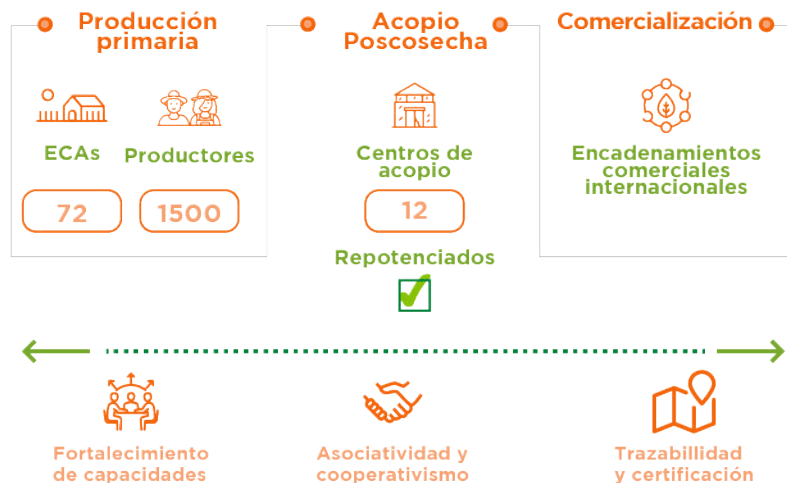 Producción
primaria
ECAs
Productores
72
1500
Acopio
Poscosecha
Centros de
acopio
12
Repotenciados
Comercialización
Encadenamientos
comerciales
internacionales
Fortalecimiento
de capacidades
Asociatividad y
cooperativismo
Trazabillidad
y certificación